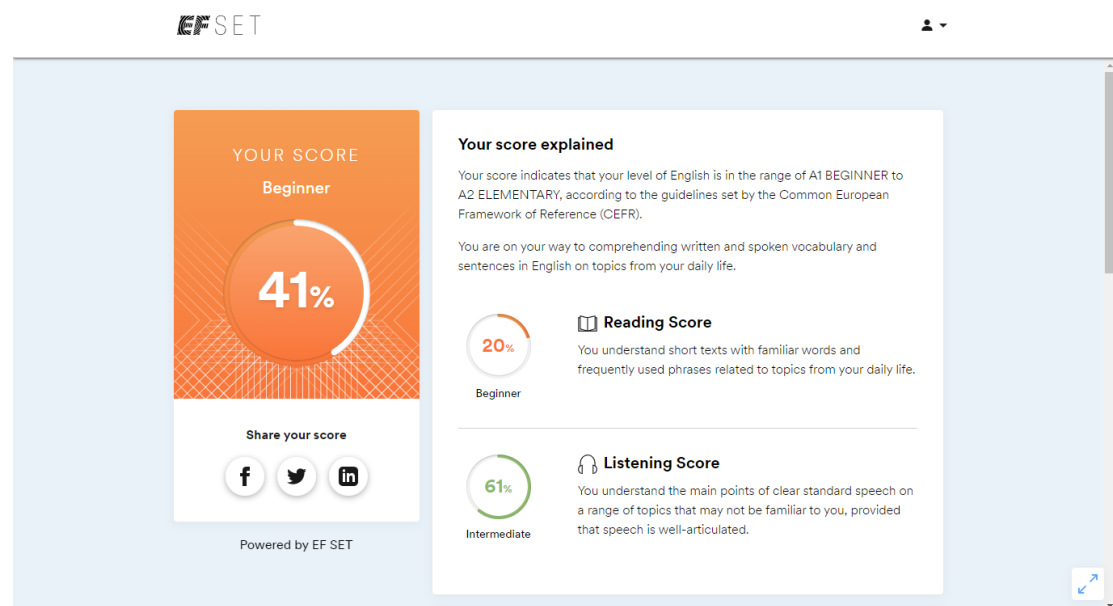 EFSET
YOUR SCORE
Beginner
41%
Share your score
Powered by EF SET
Your score explained
Your score indicates that your level of English is in the range of A1 BEGINNER to
A2 ELEMENTARY, according to the guidelines set by the Common European
Framework of Reference (CEFR).
You are on your way to comprehending written and spoken vocabulary and
sentences in English on topics from your daily life.
20%
Beginner
Reading Score
You understand short texts with familiar words and
frequently used phrases related to topics from your daily life.
61%
Intermediate
Listening Score
You understand the main points of clear standard speech on
a range of topics that may not be familiar to you, provided
that speech is well-articulated.